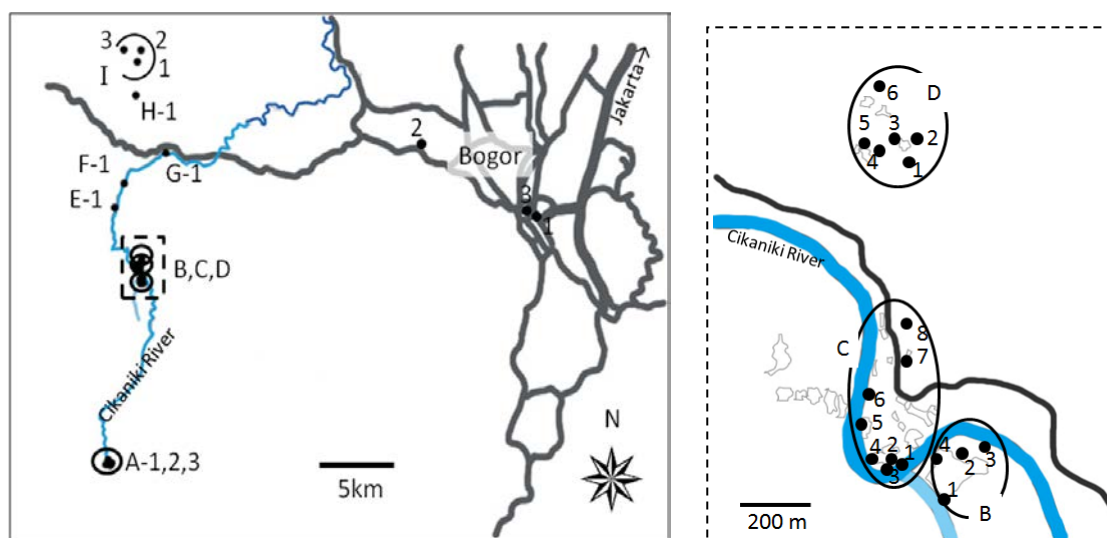 3 2
1
I
H-1
F-1
G-1
E-1
B,C,D
Cikaniki River
A-1,2,3
2
Bogor
3
1
Jakarta→
5km
N
6 D
5 3 2
4 1
Cikaniki River
8
C 7
6
5
4 2 1
3
4 2 3
1 B
200 m